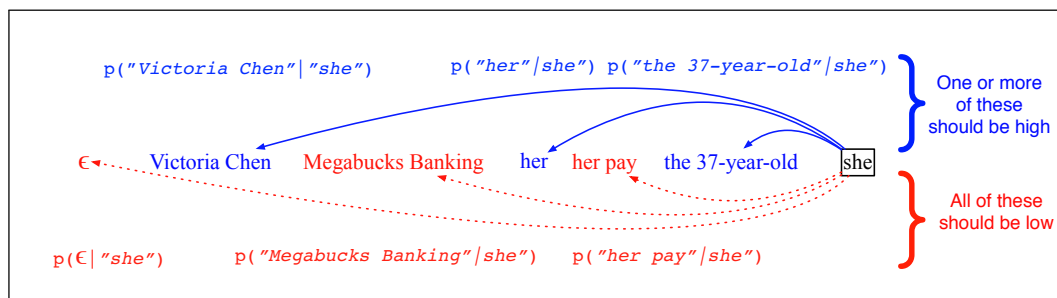 p("Victoria Chen"|"she") p("her"|she") p("the 37-year-old"|she")
One or more
of these
should be high
ϵ Victoria Chen Megabucks Banking her her pay the 37-year-old she
All of these
should be low
p(ϵ|"she") p("Megabucks Banking"|she") p("her pay"|she")